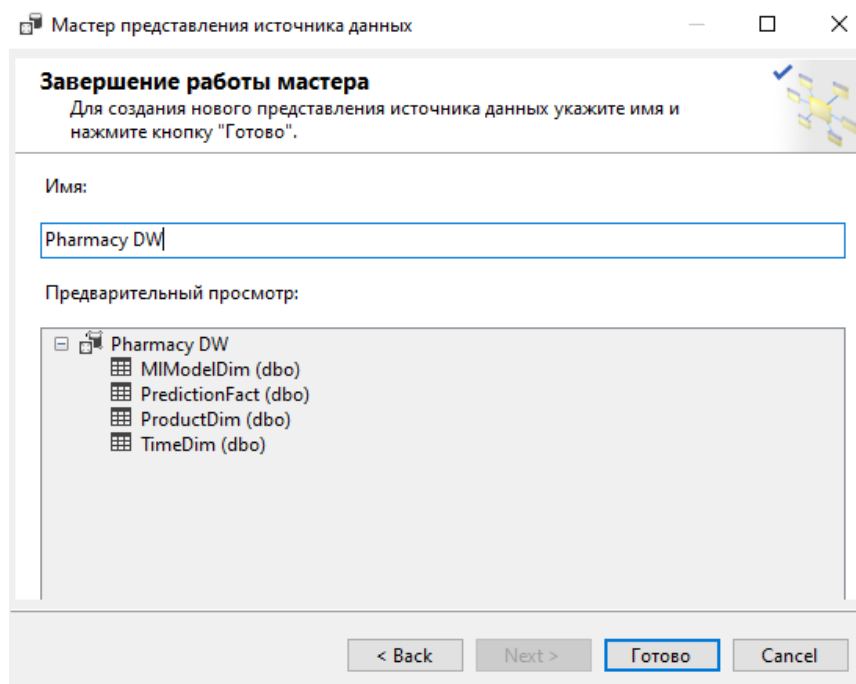 Мастер представления источника данных
Завершение работы мастера
Для создания нового представления источника данных укажите имя и
нажмите кнопку "Готово".
Имя:
Pharmacy DW
Предварительный просмотр:
Pharmacy DW
MlModelDim (dbo)
PredictionFact (dbo)
ProductDim (dbo)
TimeDim (dbo)
< Back Next > Готово Cancel